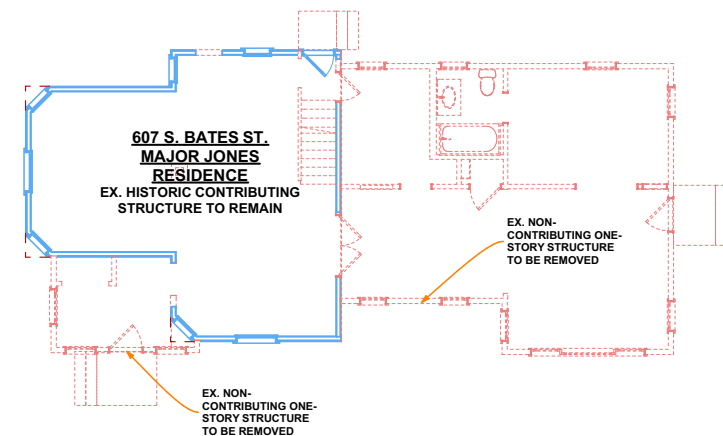 607 S. BATES ST.
MAJOR JONES
RESIDENCE
EX. HISTORIC CONTRIBUTING
STRUCTURE TO REMAIN
EX. NON-
CONTRIBUTING ONE-
STORY STRUCTURE
TO BE REMOVED
EX. NON-
CONTRIBUTING ONE-
STORY STRUCTURE
TO BE REMOVED